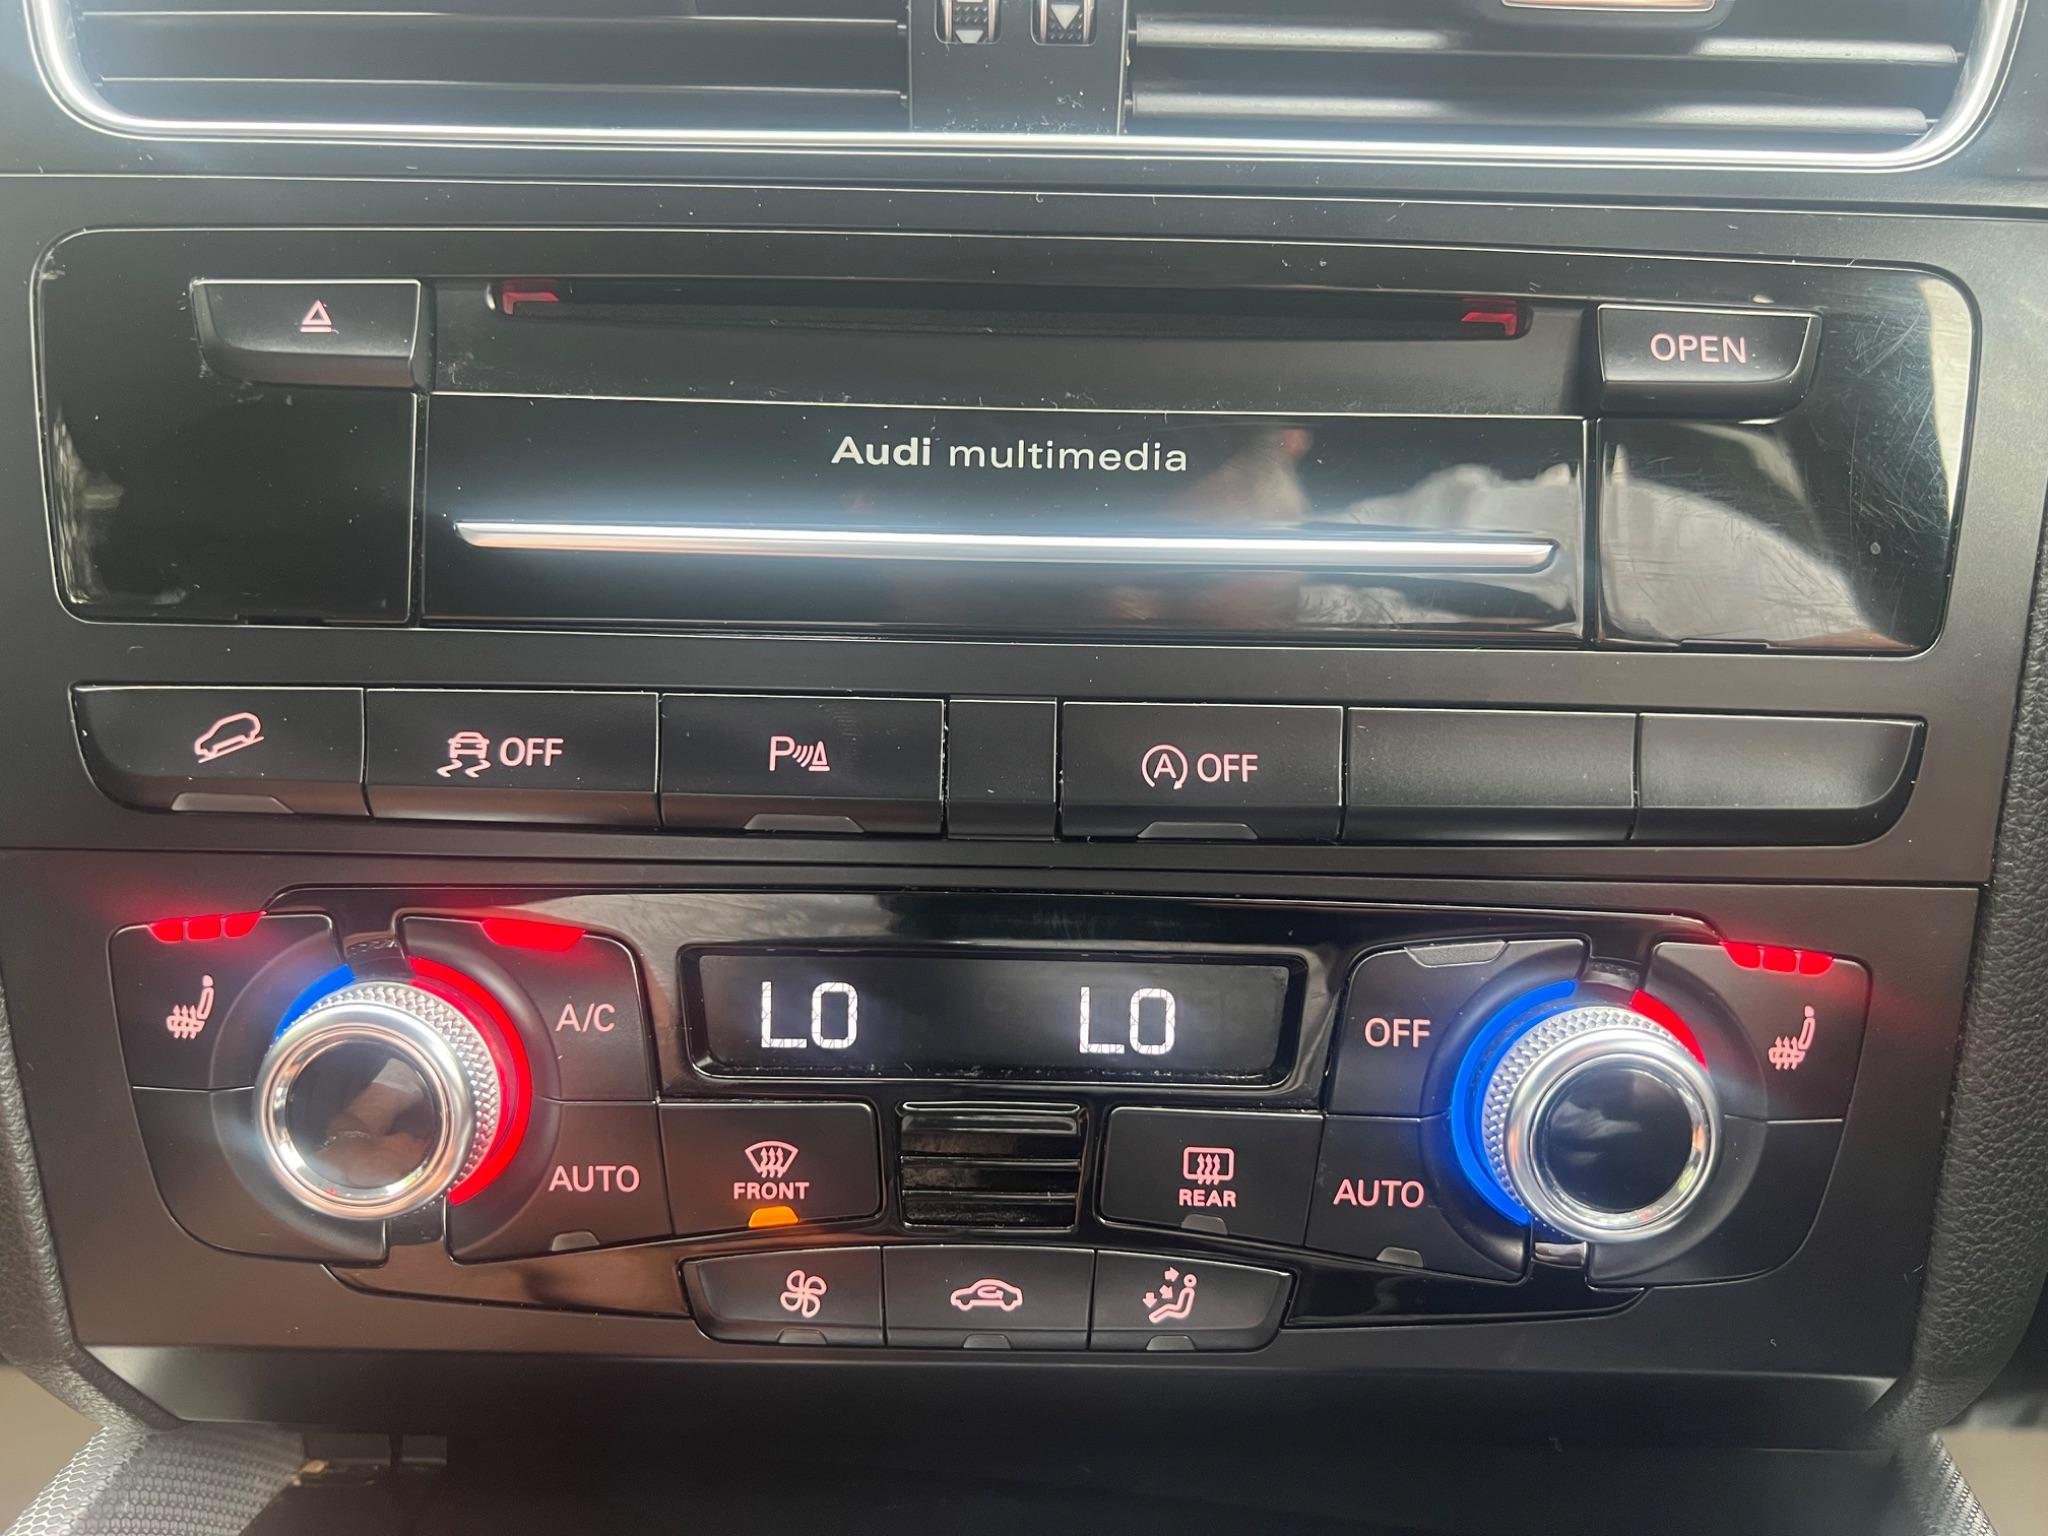 OPEN
Audi multimedia
OFF
P
A OFF
A/C
LO
LO
OFF
AUTO
FRONT
REAR
AUTO